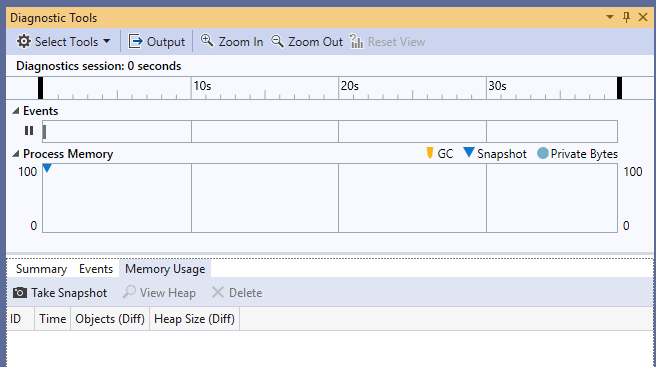 Diagnostic Tools
Select Tools Output Zoom In Zoom Out Reset View
Diagnostics session: 0 seconds
10s 20s 30s
Events
Process Memory GC Snapshot Private Bytes
100 100
0 0
Summary Events Memory Usage
Take Snapshot View Heap Delete
ID Time Objects (Diff) Heap Size (Diff)